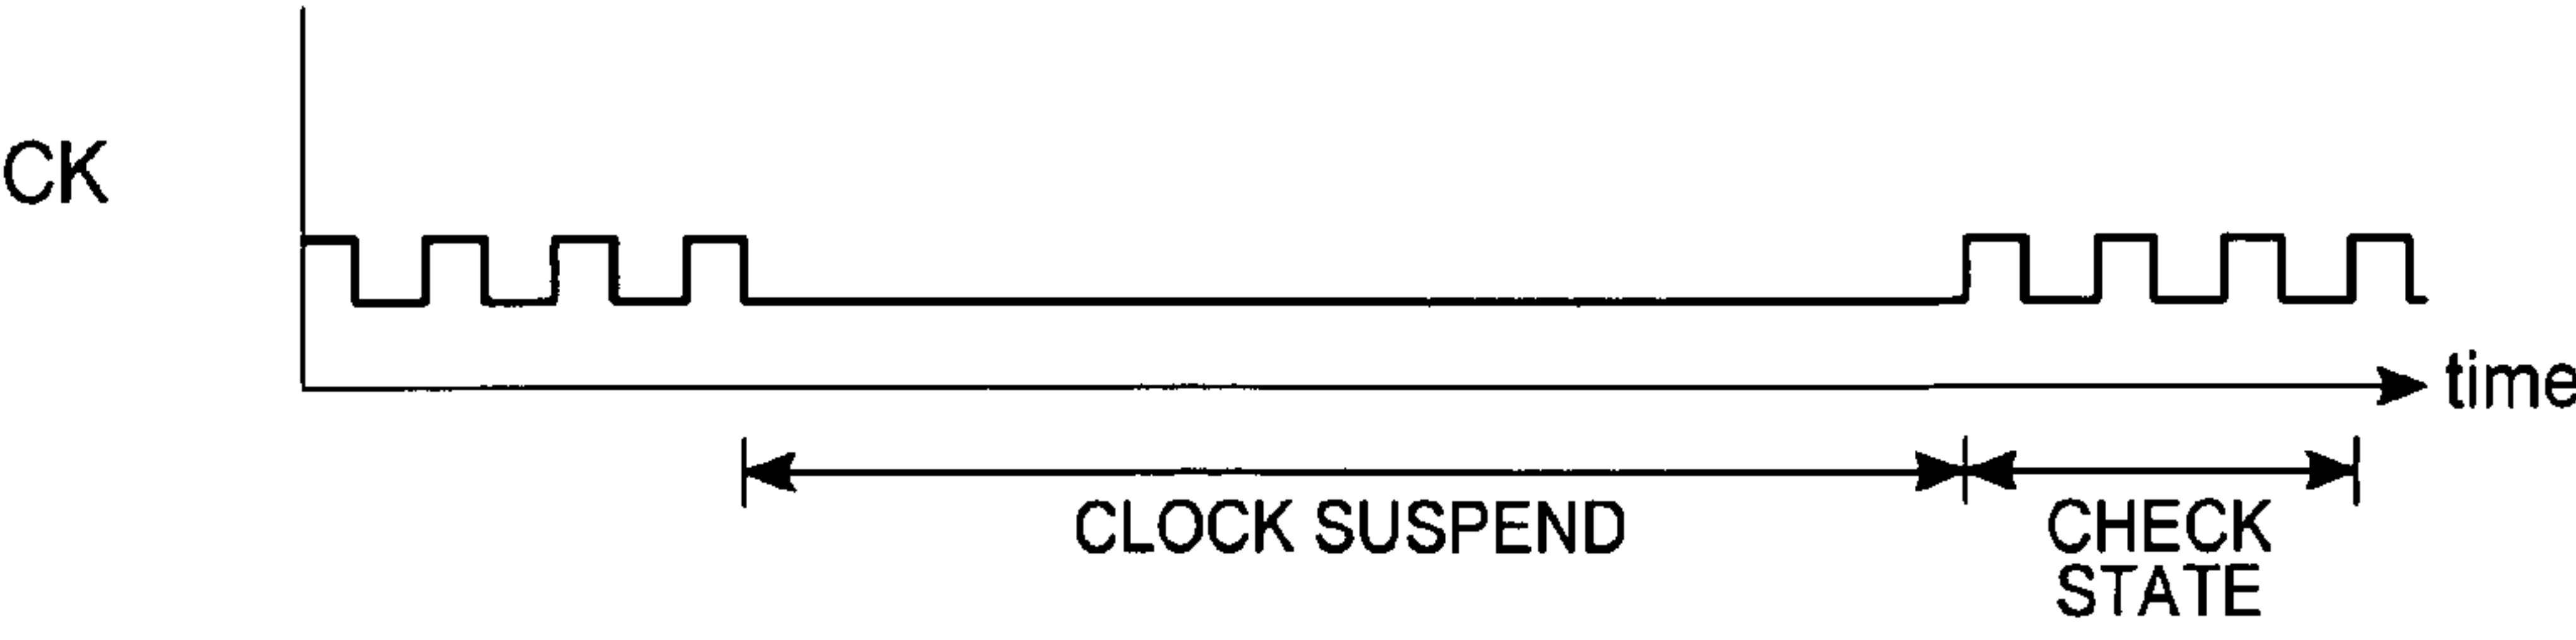 CK
time
CLOCK SUSPEND
CHECK
STATE